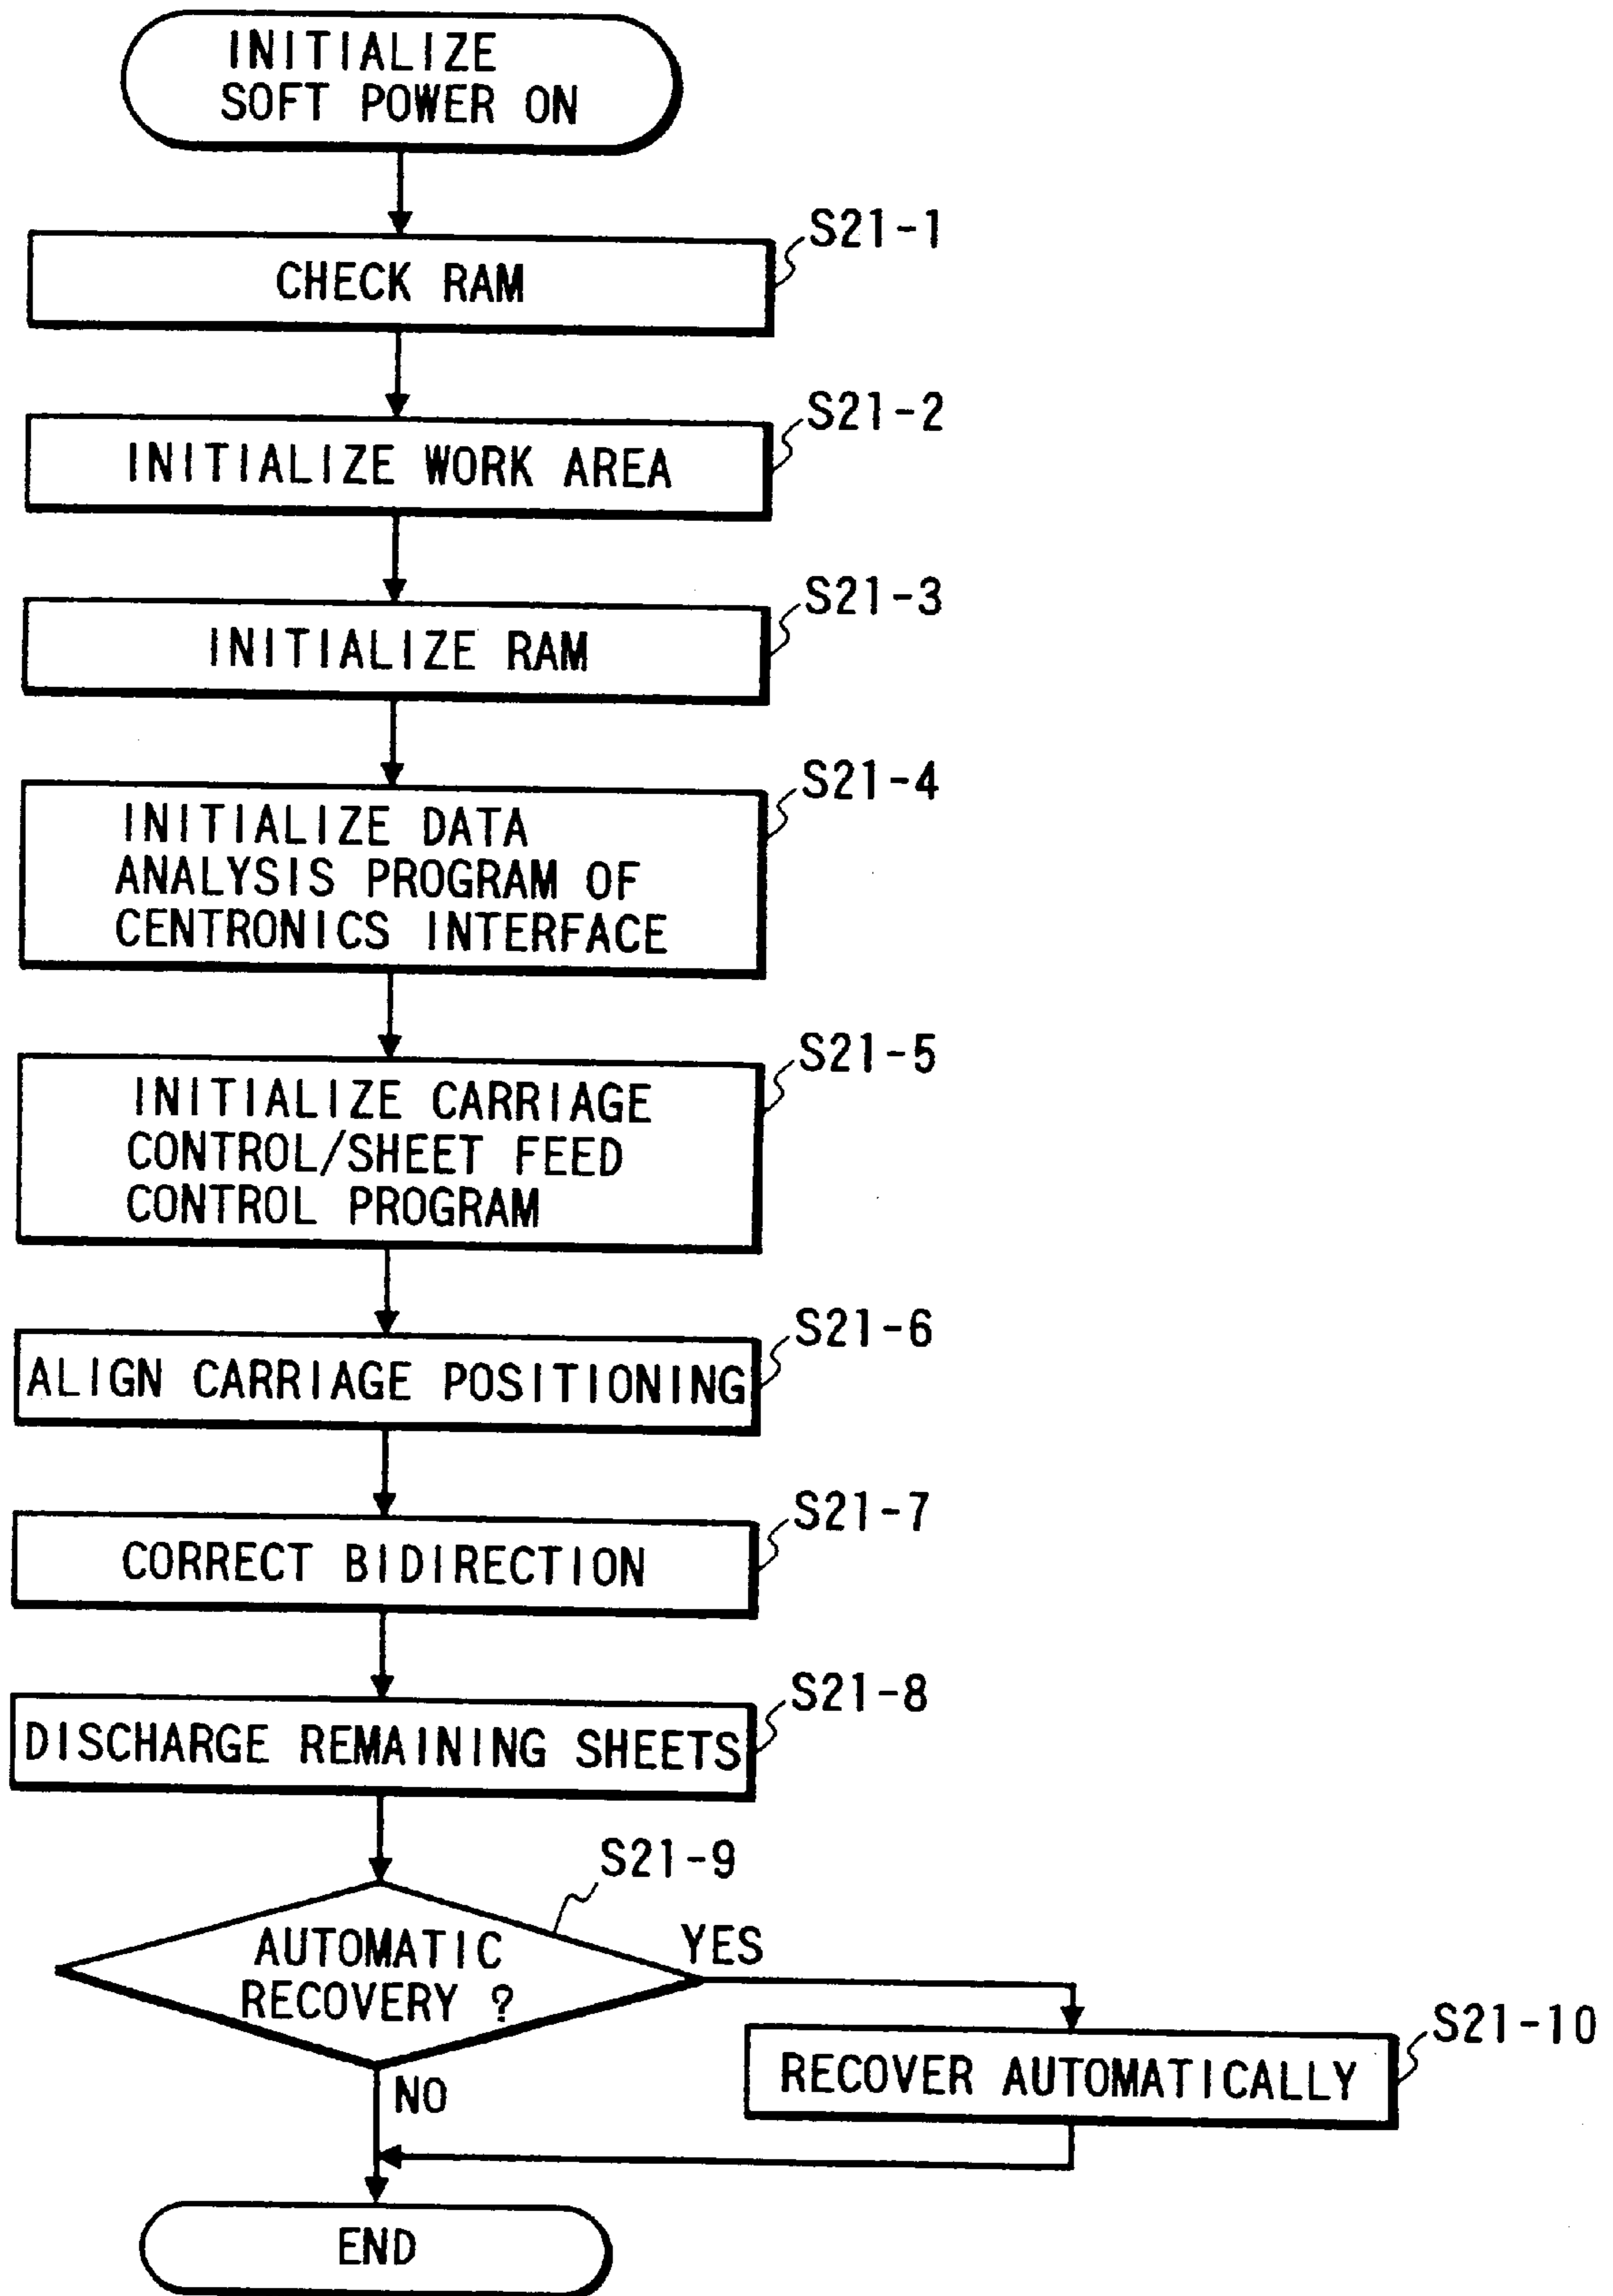 INITIALIZE
SOFT POWER ON
S21-1
CHECK RAM
S21-2
INITIALIZE WORK AREA
S21-3
INITIALIZE RAM
S21-4
INITIALIZE DATA
ANALYSIS PROGRAM OF
CENTRONICS INTERFACE
S21-5
INITIALIZE CARRIAGE
CONTROL/SHEET FEED
CONTROL PROGRAM
S21-6
ALIGN CARRIAGE POSITIONING
S21-7
CORRECT BIDIRECTION
S21-8
DISCHARGE REMAINING SHEETS
S21-9
AUTOMATIC
RECOVERY ?
YES
S21-10
RECOVER AUTOMATICALLY
NO
END